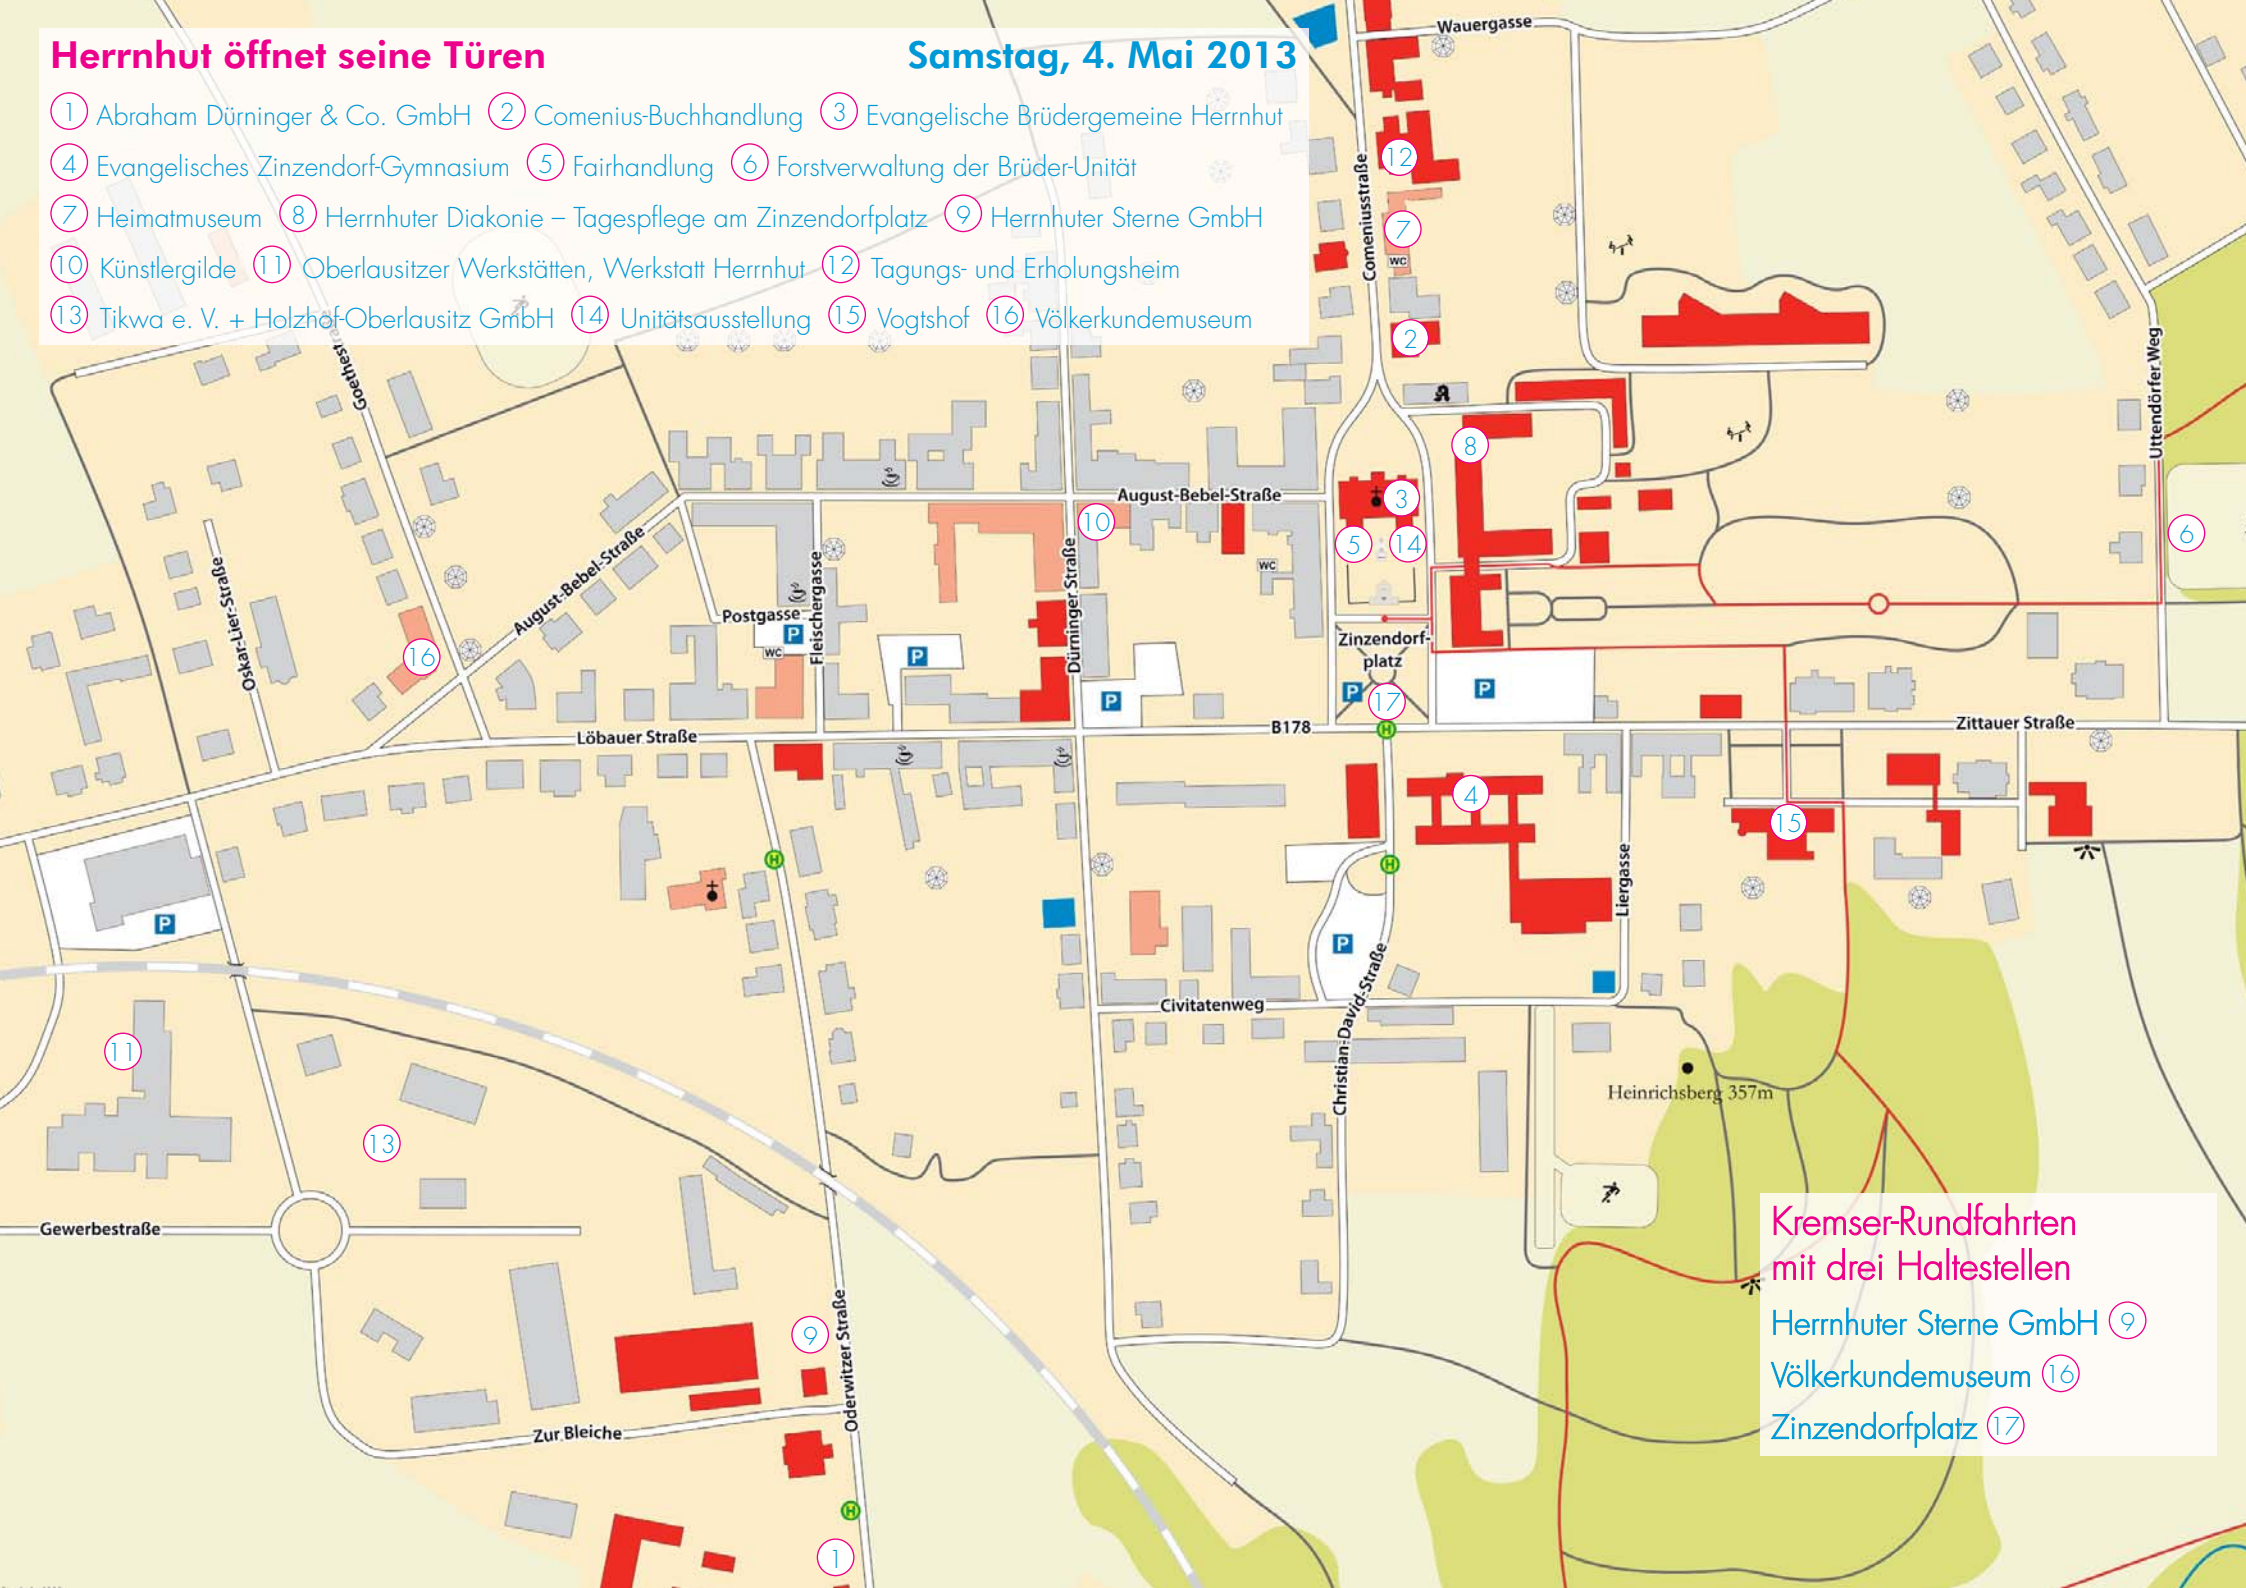 Herrnhut öffnet seine Türen
Samstag, 4. Mai 2013
1 Abraham Dürninger & Co. GmbH 2 Comenius-Buchhandlung 3 Evangelische Brüdergemeine Herrnhut
4 Evangelisches Zinzendorf-Gymnasium 5 Fairhandlung 6 Forstverwaltung der Brüder-Unität
7 Heimatmuseum 8 Herrnhuter Diakonie – Tagespflege am Zinzendorfplatz 9 Herrnhuter Sterne GmbH
10 Künstlergilde 11 Oberlausitzer Werkstätten, Werkstatt Herrnhut 12 Tagungs- und Erholungsheim
13 Tikwa e. V. + Holzhof-Oberlausitz GmbH 14 Unitätsausstellung 15 Vogtshof 16 Völkerkundemuseum
Wauergasse
12
Comeniusstraße
7
WC
2
Goethestraße
Uttendörfer Weg
8
August-Bebel-Straße
3
10
5
14
6
WC
August-Bebel-Straße
Oskar-Lier-Straße
Fleischergasse
Dürninger Straße
Postgasse
P
WC
P
16
Zinzendorf-
platz
P
17
P
P
H
B178
Löbauer Straße
Zittauer Straße
4
15
H
H
Liergasse
P
P
Civitatenweg
Christian-David-Straße
11
Heinrichsberg 357m
13
Gewerbestraße
Kremser-Rundfahrten
mit drei Haltestellen
Herrnhuter Sterne GmbH 9
Völkerkundemuseum 16
Zinzendorfplatz 17
9
Oderwitzer Straße
Zur Bleiche
H
1